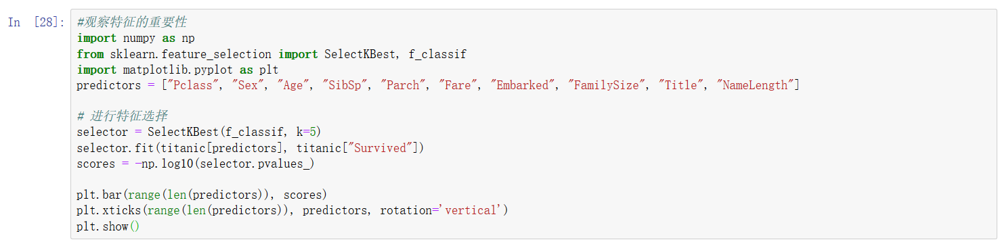 In [28]: #观察特征的重要性
import numpy as np
from sklearn.feature_selection import SelectKBest, f_classif
import matplotlib.pyplot as plt
predictors = ["Pclass", "Sex", "Age", "SibSp", "Parch", "Fare", "Embarked", "FamilySize", "Title", "NameLength"]
# 进行特征选择
selector = SelectKBest(f_classif, k=5)
selector.fit(titanic[predictors], titanic["Survived"])
scores = -np.log10(selector.pvalues_)
plt.bar(range(len(predictors)), scores)
plt.xticks(range(len(predictors)), predictors, rotation='vertical')
plt.show()